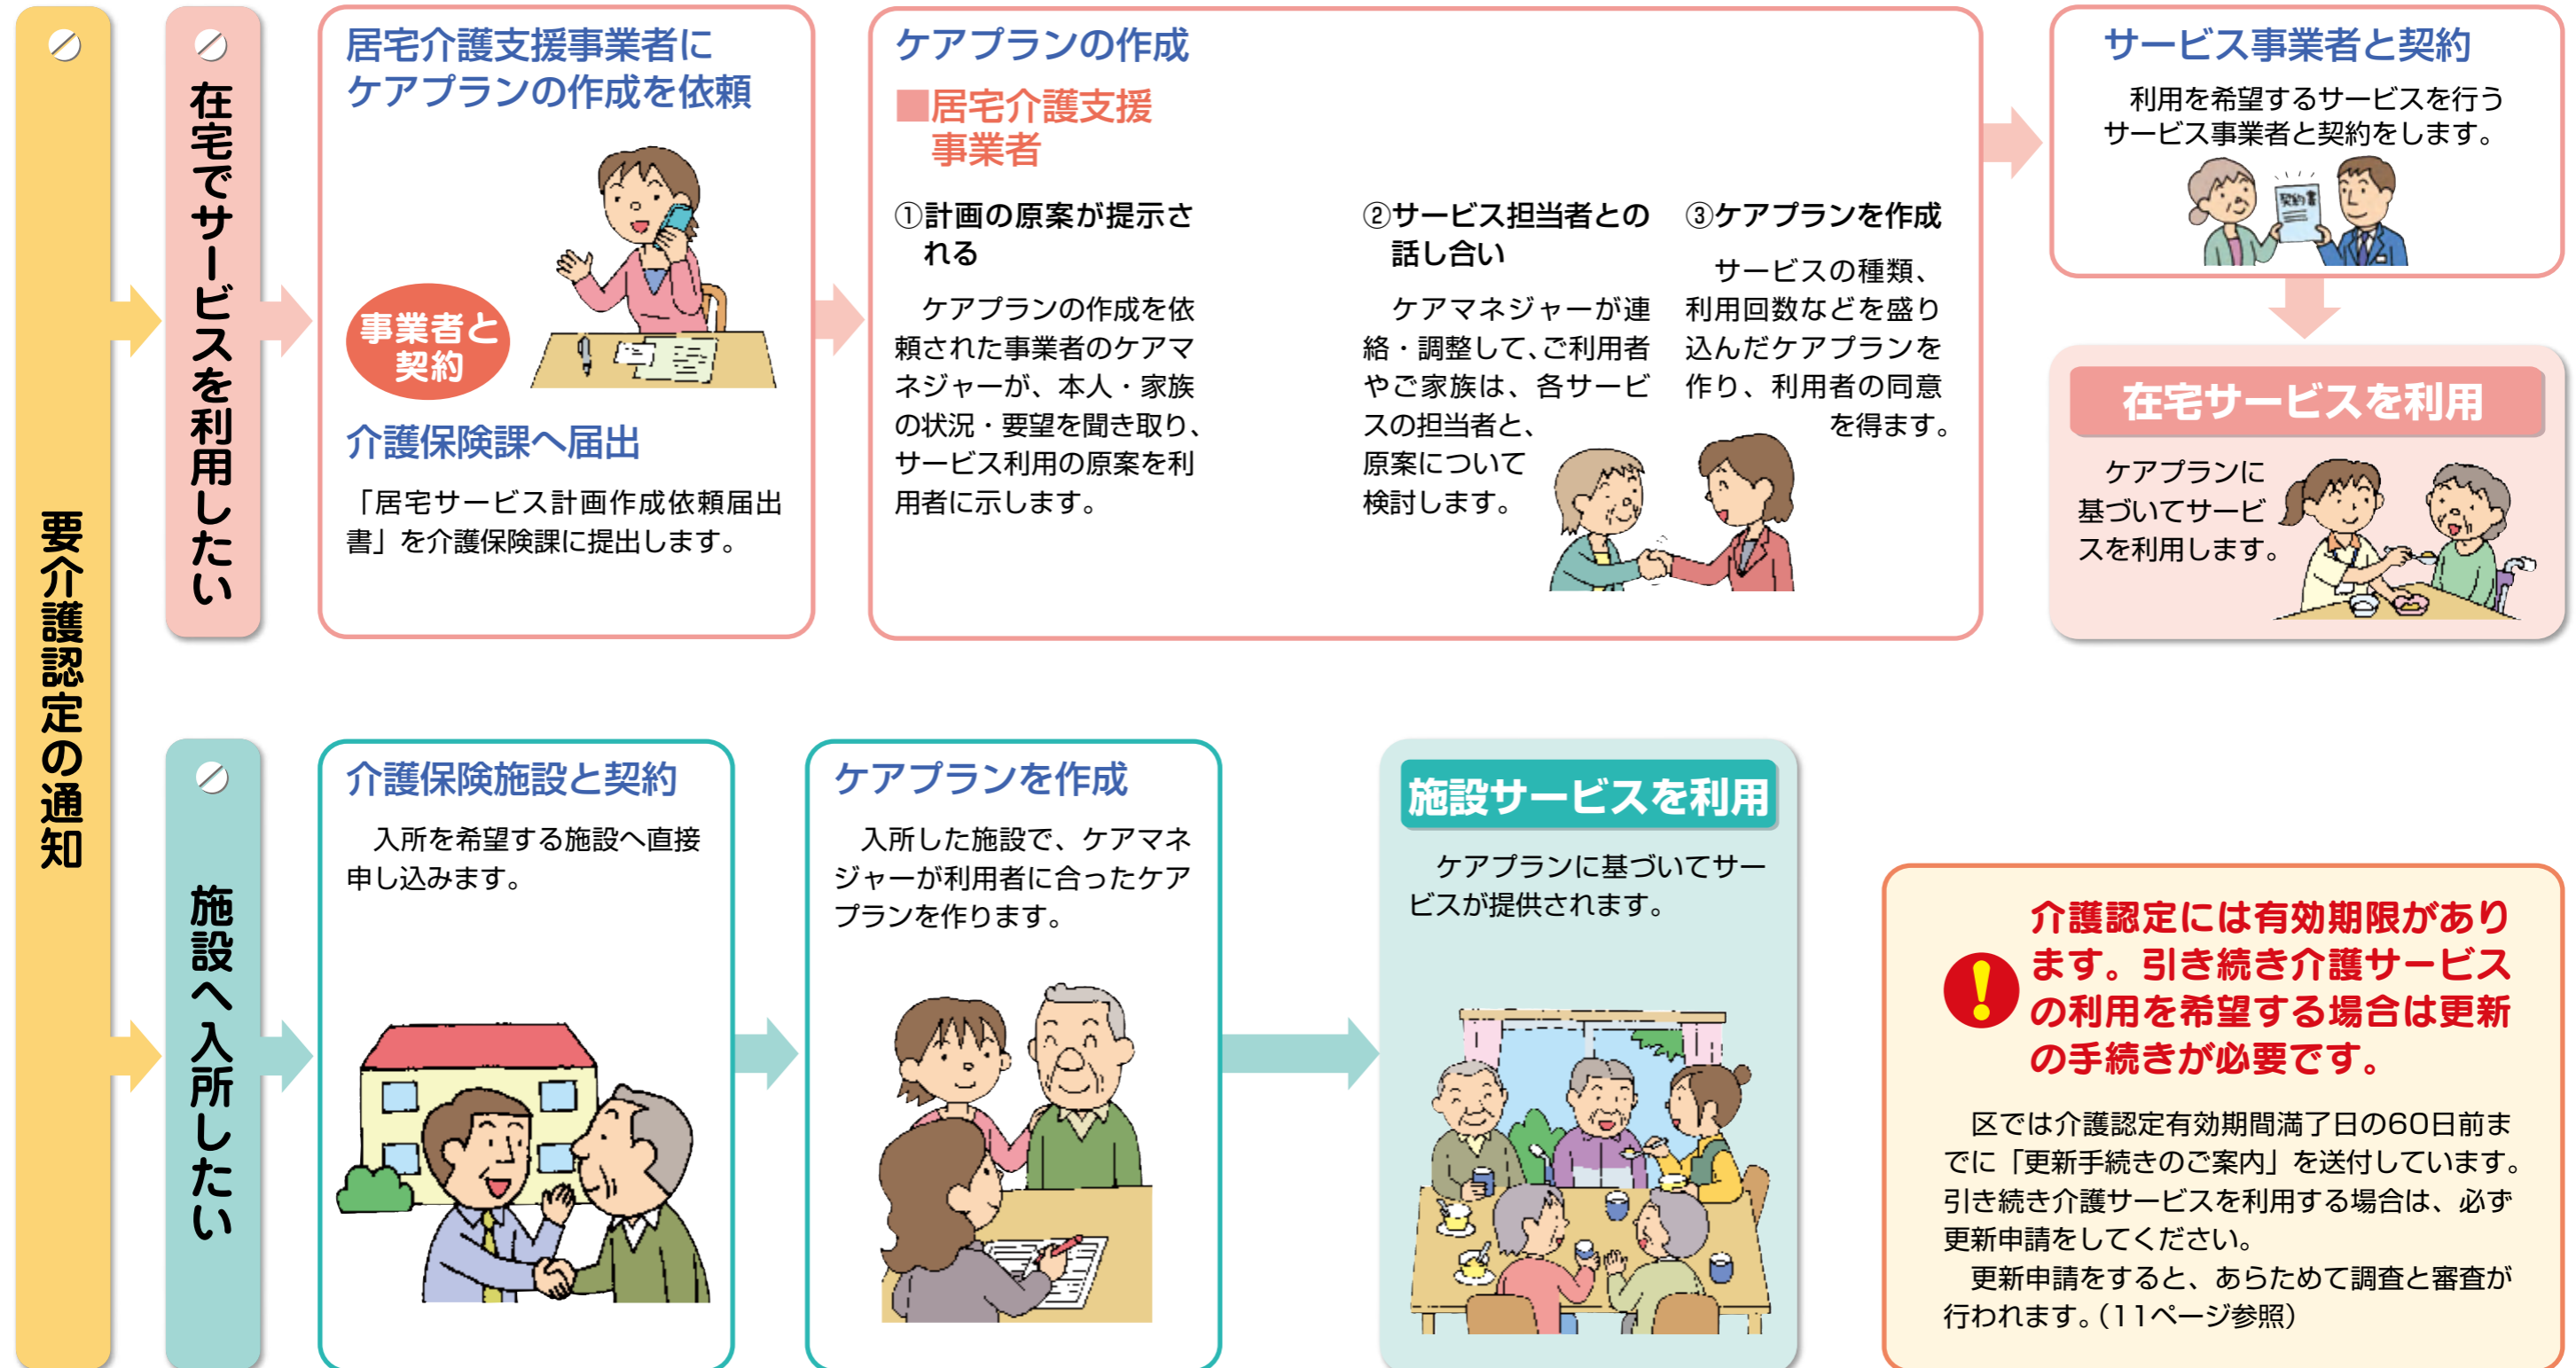 要介護認定の通知
在宅でサービスを利用したい
居宅介護支援事業者に
ケアプランの作成を依頼
事業者と
契約
介護保険課へ届出
「居宅サービス計画作成依頼届出
書」を介護保険課に提出します。
ケアプランの作成
■居宅介護支援
事業者
①計画の原案が提示さ
れる
ケアプランの作成を依
頼された事業者のケアマ
ネジャーが、本人・家族
の状況・要望を聞き取り、
サービス利用の原案を利
用者に示します。
②サービス担当者との
話し合い
ケアマネジャーが連
絡・調整して、ご利用者
やご家族は、各サービ
スの担当者と、
原案について
検討します。
③ケアプランを作成
サービスの種類、
利用回数などを盛り
込んだケアプランを
作り、利用者の同意
を得ます。
サービス事業者と契約
利用を希望するサービスを行う
サービス事業者と契約をします。
契約書
在宅サービスを利用
ケアプランに
基づいてサービ
スを利用します。
施設へ入所したい
介護保険施設と契約
入所を希望する施設へ直接
申し込みます。
ケアプランを作成
入所した施設で、ケアマネ
ジャーが利用者に合ったケア
プランを作ります。
施設サービスを利用
ケアプランに基づいてサー
ビスが提供されます。
介護認定には有効期限があり
ます。引き続き介護サービス
の利用を希望する場合は更新
の手続きが必要です。
区では介護認定有効期間満了日の60日前ま
でに「更新手続きのご案内」を送付しています。
引き続き介護サービスを利用する場合は、必ず
更新申請をしてください。
更新申請をすると、あらためて調査と審査が
行われます。（11ページ参照）